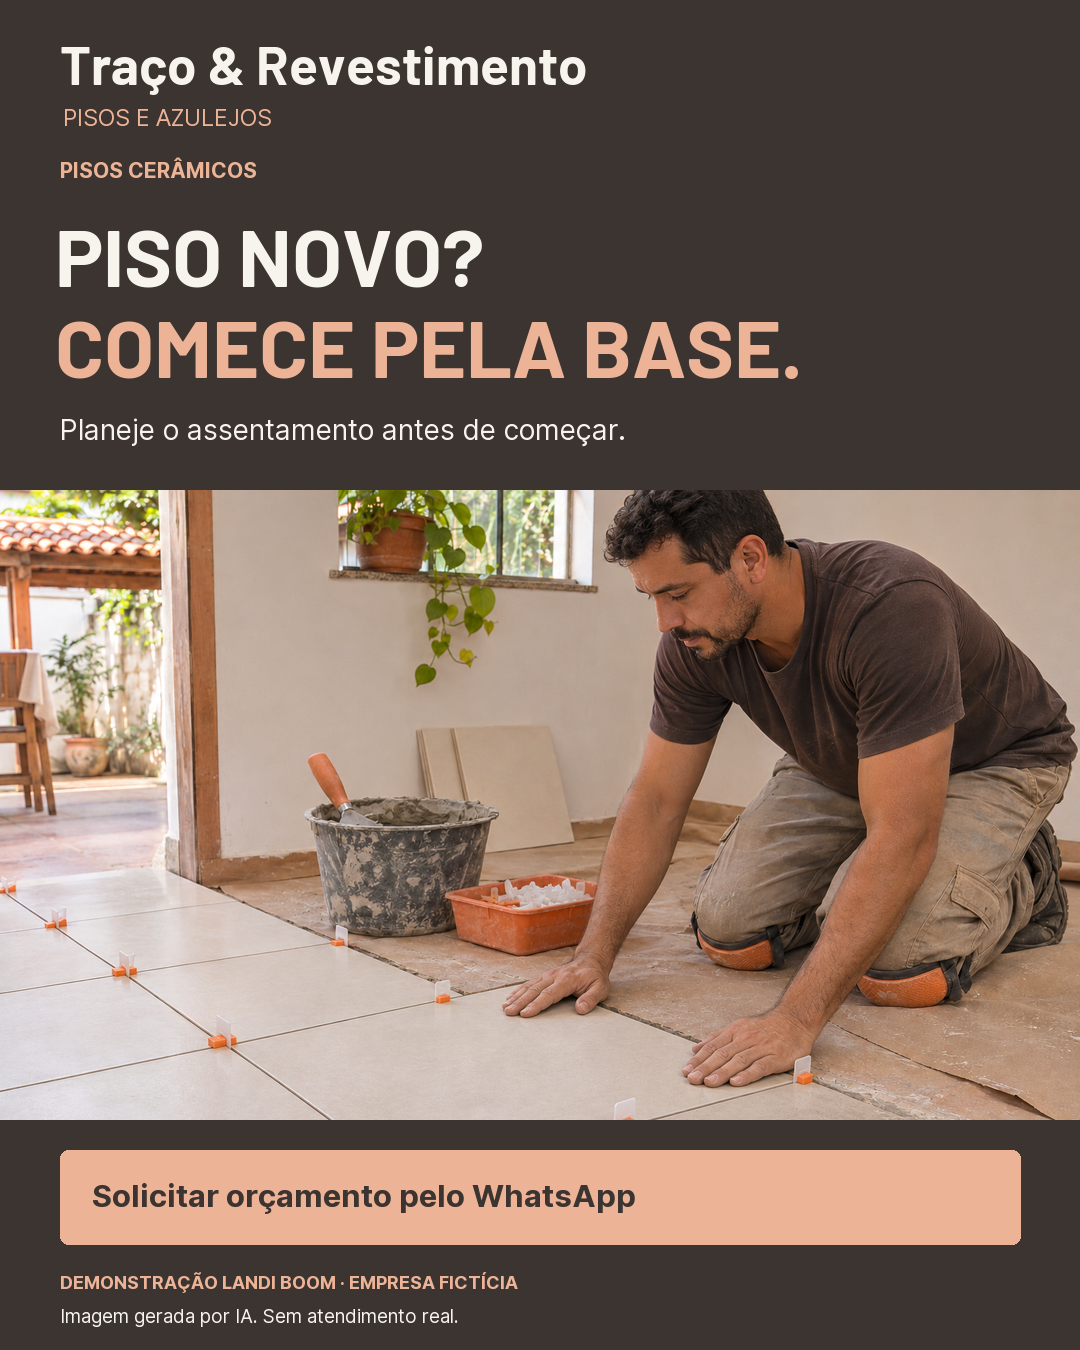 Traço & Revestimento
PISOS E AZULEJOS
PISOS CERÂMICOS
PISO NOVO?
COMECE PELA BASE.
Planeje o assentamento antes de começar.
Solicitar orçamento pelo WhatsApp
DEMONSTRAÇÃO LANDI BOOM · EMPRESA FICTÍCIA
Imagem gerada por IA. Sem atendimento real.